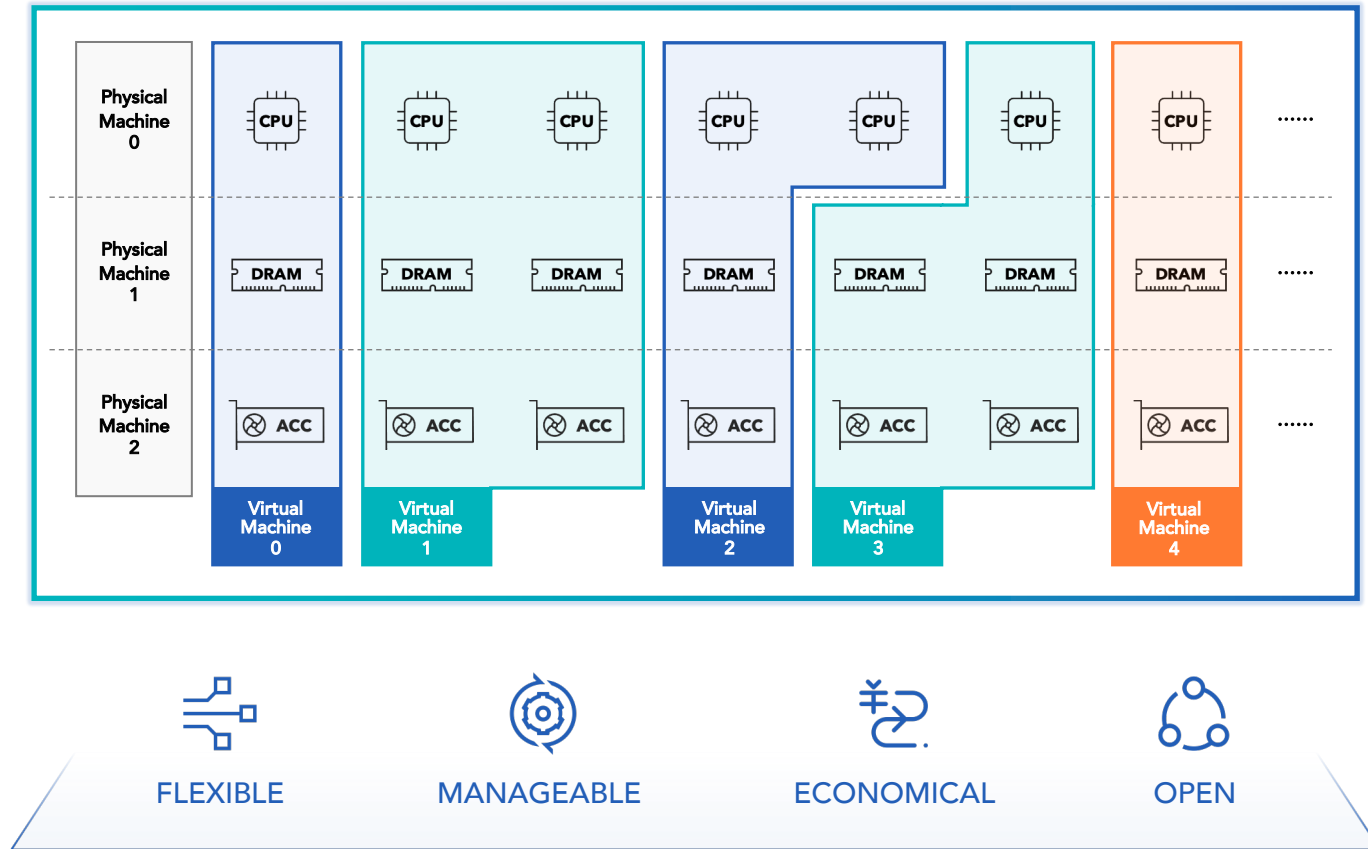 Physical
Machine
0
CPU
CPU
CPU
CPU
CPU
CPU
CPU
......
Physical
Machine
1
DRAM
DRAM
DRAM
DRAM
DRAM
DRAM
DRAM
......
Physical
Machine
2
ACC
ACC
ACC
ACC
ACC
ACC
ACC
......
Virtual
Machine
0
Virtual
Machine
1
Virtual
Machine
2
Virtual
Machine
3
Virtual
Machine
4
FLEXIBLE
MANAGEABLE
ECONOMICAL
OPEN